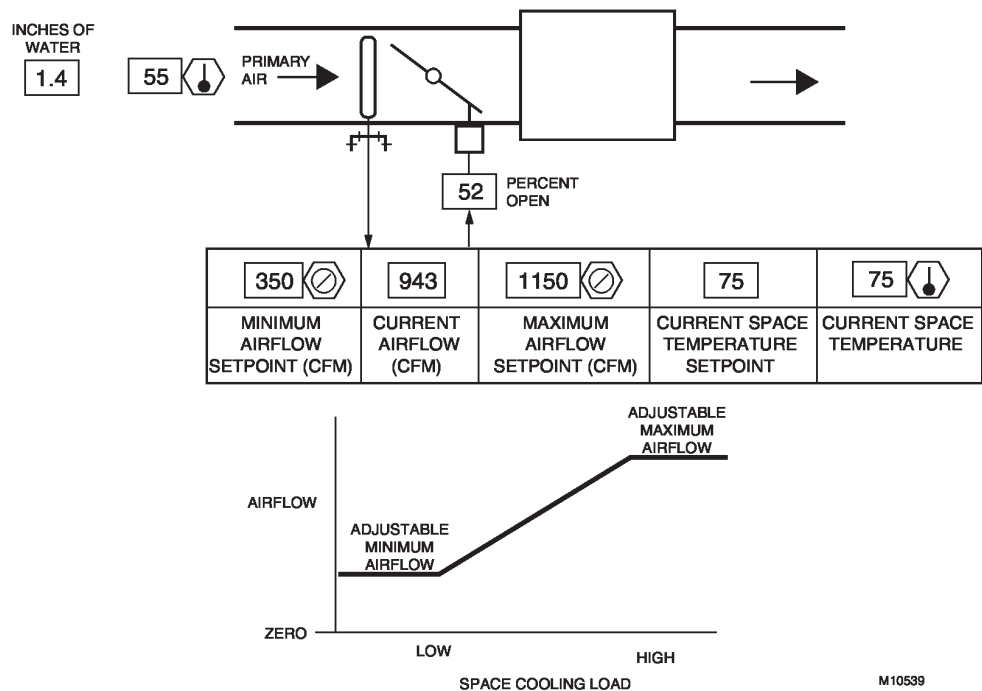 INCHES OF
WATER
1.4
55
PRIMARY
AIR
52
PERCENT
OPEN
350
943
1150
75
75
MINIMUM
AIRFLOW
SETPOINT (CFM)
CURRENT
AIRFLOW
(CFM)
MAXIMUM
AIRFLOW
SETPOINT (CFM)
CURRENT SPACE
TEMPERATURE
SETPOINT
CURRENT SPACE
TEMPERATURE
ADJUSTABLE
MAXIMUM
AIRFLOW
AIRFLOW
ADJUSTABLE
MINIMUM
AIRFLOW
ZERO
LOW
HIGH
SPACE COOLING LOAD
M10539